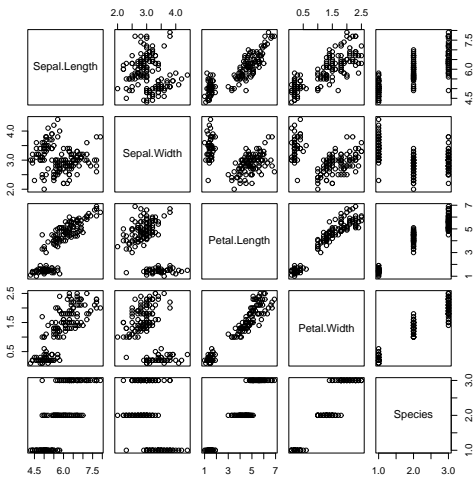 2.0 3.0 4.0 0.5 1.5 2.5
Sepal.Length 4.5 6.0 7.5
2.0 3.0 4.0 Sepal.Width
Petal.Length 1 3 5 7
0.5 1.5 2.5 Petal.Width
Species 1.0 2.0 3.0
4.5 6.0 7.5 1 3 5 7 1.0 2.0 3.0